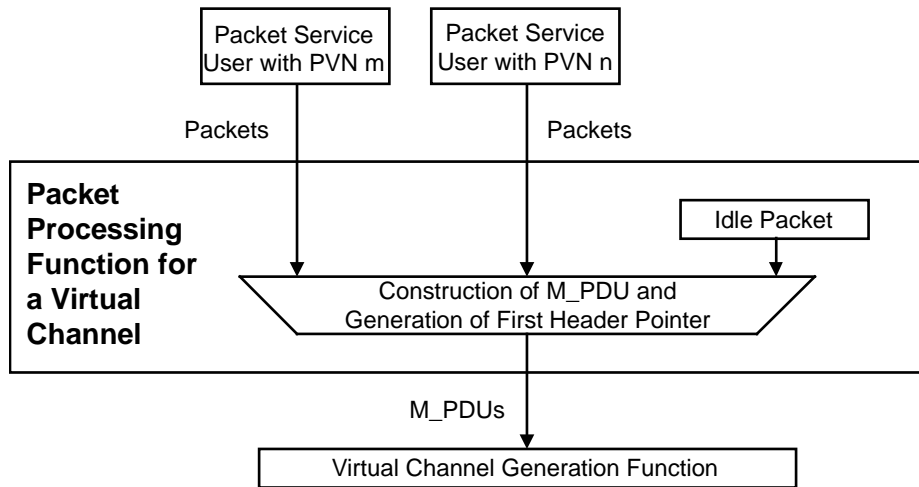 Packet Service
User with PVN m
Packet Service
User with PVN n
Packets
Packets
Packet
Processing
Function for
a Virtual
Channel
Idle Packet
Construction of M_PDU and
Generation of First Header Pointer
M_PDUs
Virtual Channel Generation Function